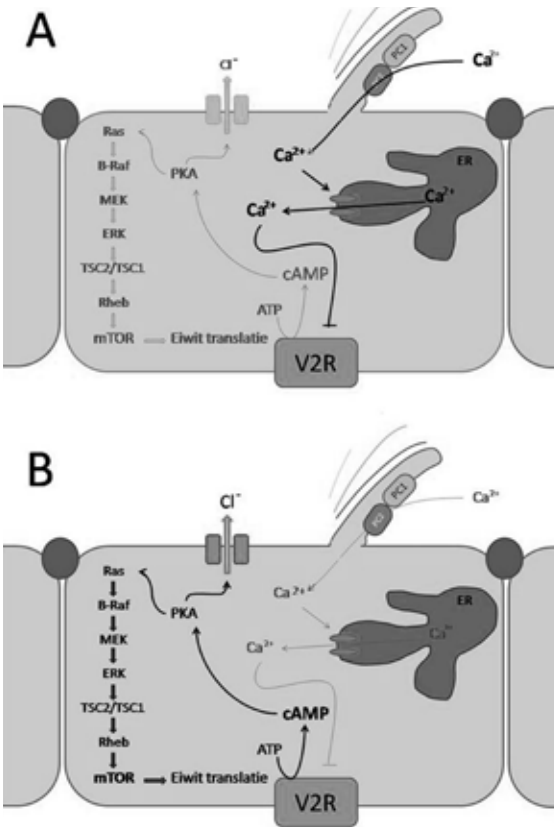 A
Cl⁻
PC1
Ca²⁺
Ras
B-Raf
PKA
Ca²⁺
ER
MEK
Ca²⁺
Ca²⁺
ERK
TSC2/TSC1
cAMP
Rheb
ATP
mTOR
Eiwit translatie
V2R
B
Cl⁻
PC1
PC2
Ca²⁺
Ras
B-Raf
PKA
Ca²⁺
ER
MEK
Ca²⁺
Ca²⁺
ERK
TSC2/TSC1
cAMP
Rheb
ATP
mTOR
Eiwit translatie
V2R